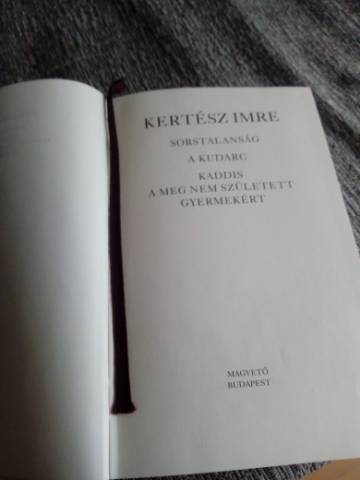 KERTÉSZ IMRE
SORSTALANSÁG
A KUDARC
KADDIS
A MEG NEM SZÜLETETT
GYERMEKÉRT
MAGVETŐ
BUDAPEST